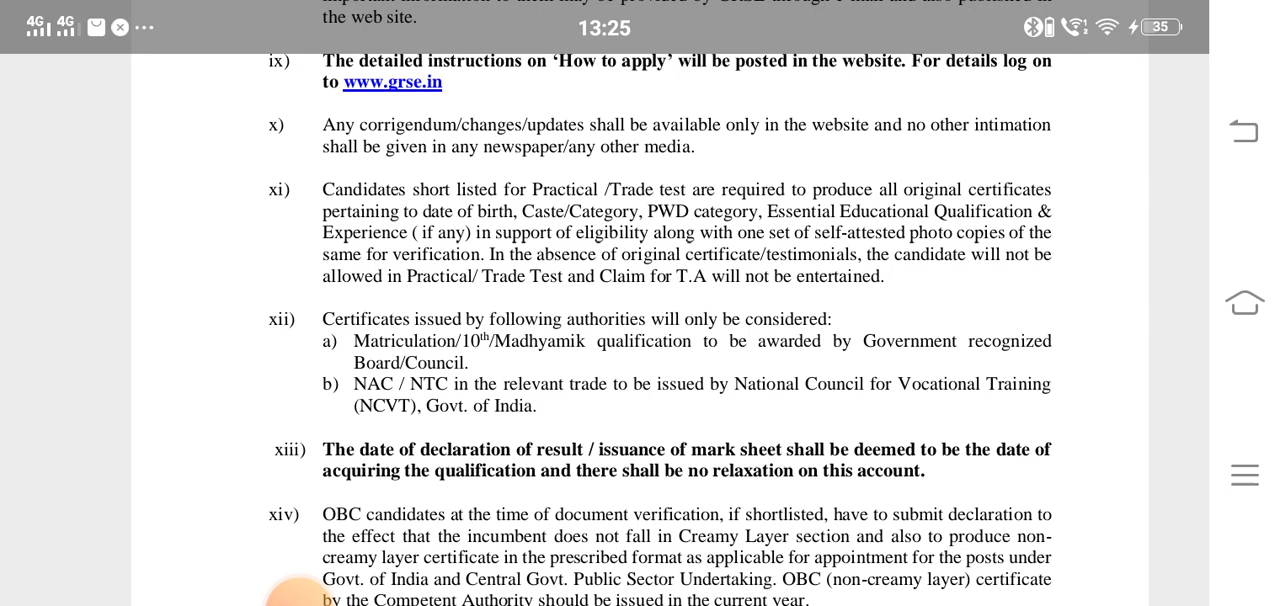 4G 4G ... 13:25 35
the web site.
ix) The detailed instructions on ‘How to apply’ will be posted in the website. For details log on
to www.grse.in
x) Any corrigendum/changes/updates shall be available only in the website and no other intimation
shall be given in any newspaper/any other media.
xi) Candidates short listed for Practical /Trade test are required to produce all original certificates
pertaining to date of birth, Caste/Category, PWD category, Essential Educational Qualification &
Experience ( if any) in support of eligibility along with one set of self-attested photo copies of the
same for verification. In the absence of original certificate/testimonials, the candidate will not be
allowed in Practical/ Trade Test and Claim for T.A will not be entertained.
xii) Certificates issued by following authorities will only be considered:
a) Matriculation/10th/Madhyamik qualification to be awarded by Government recognized
Board/Council.
b) NAC / NTC in the relevant trade to be issued by National Council for Vocational Training
(NCVT), Govt. of India.
xiii) The date of declaration of result / issuance of mark sheet shall be deemed to be the date of
acquiring the qualification and there shall be no relaxation on this account.
xiv) OBC candidates at the time of document verification, if shortlisted, have to submit declaration to
the effect that the incumbent does not fall in Creamy Layer section and also to produce non-
creamy layer certificate in the prescribed format as applicable for appointment for the posts under
Govt. of India and Central Govt. Public Sector Undertaking. OBC (non-creamy layer) certificate
by the Competent Authority should be issued in the current year.